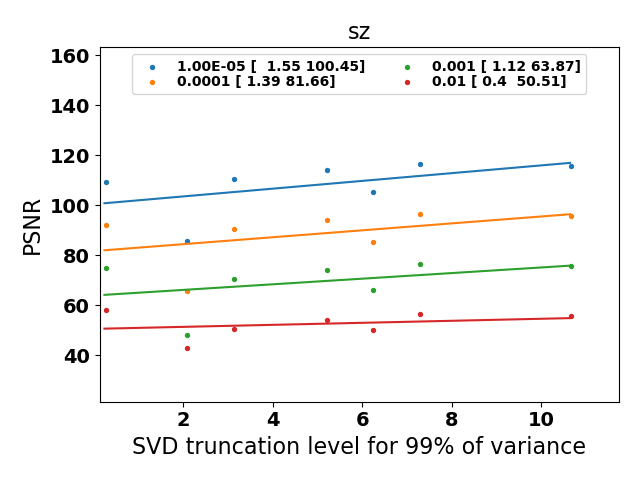 sz
160
140
120
100
80
60
40
PSNR
1.00E-05 [  1.55 100.45]
0.0001 [ 1.39 81.66]
0.001 [ 1.12 63.87]
0.01 [ 0.4  50.51]
2
4
6
8
10
SVD truncation level for 99% of variance